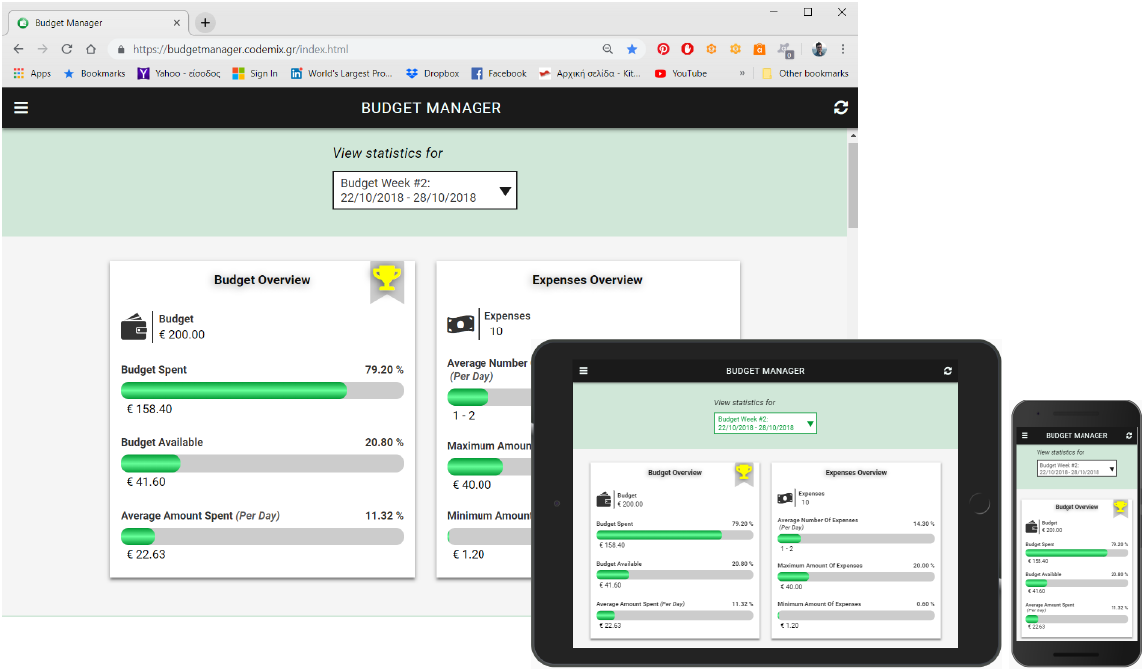 Budget Manager
https://budgetmanager.codemix.gr/index.html
Apps Bookmarks Yahoo - είσοδος Sign In World's Largest Pro... Dropbox Facebook Αρχική σελίδα - Kit... YouTube » Other bookmarks
BUDGET MANAGER
View statistics for
Budget Week #2:
22/10/2018 - 28/10/2018
Budget Overview
Budget
€ 200.00
Budget Spent 79.20 %
€ 158.40
Budget Available 20.80 %
€ 41.60
Average Amount Spent (Per Day) 11.32 %
€ 22.63
Expenses Overview
Expenses
10
Average Number
(Per Day)
1 - 2
Maximum Amoun
€ 40.00
Minimum Amount
€ 1.20
BUDGET MANAGER
View statistics for
Budget Week #2:
22/10/2018 - 28/10/2018
Budget Overview
Budget
€ 200.00
Budget Spent 79.20 %
€ 158.40
Budget Available 20.80 %
€ 41.60
Average Amount Spent (Per Day) 11.32 %
€ 22.63
Expenses Overview
Expenses
10
Average Number Of Expenses 14.30 %
(Per Day)
1 - 2
Maximum Amount Of Expenses 20.00 %
€ 40.00
Minimum Amount Of Expenses 0.60 %
€ 1.20
BUDGET MANAGER
View statistics for
Budget Week #2:
22/10/2018 - 28/10/2018
Budget Overview
Budget
Budget Spent 79.20 %
€ 158.40
Budget Available 20.80 %
€ 41.60
Average Amount Spent 11.32 %
(Per Day)
€ 22.63